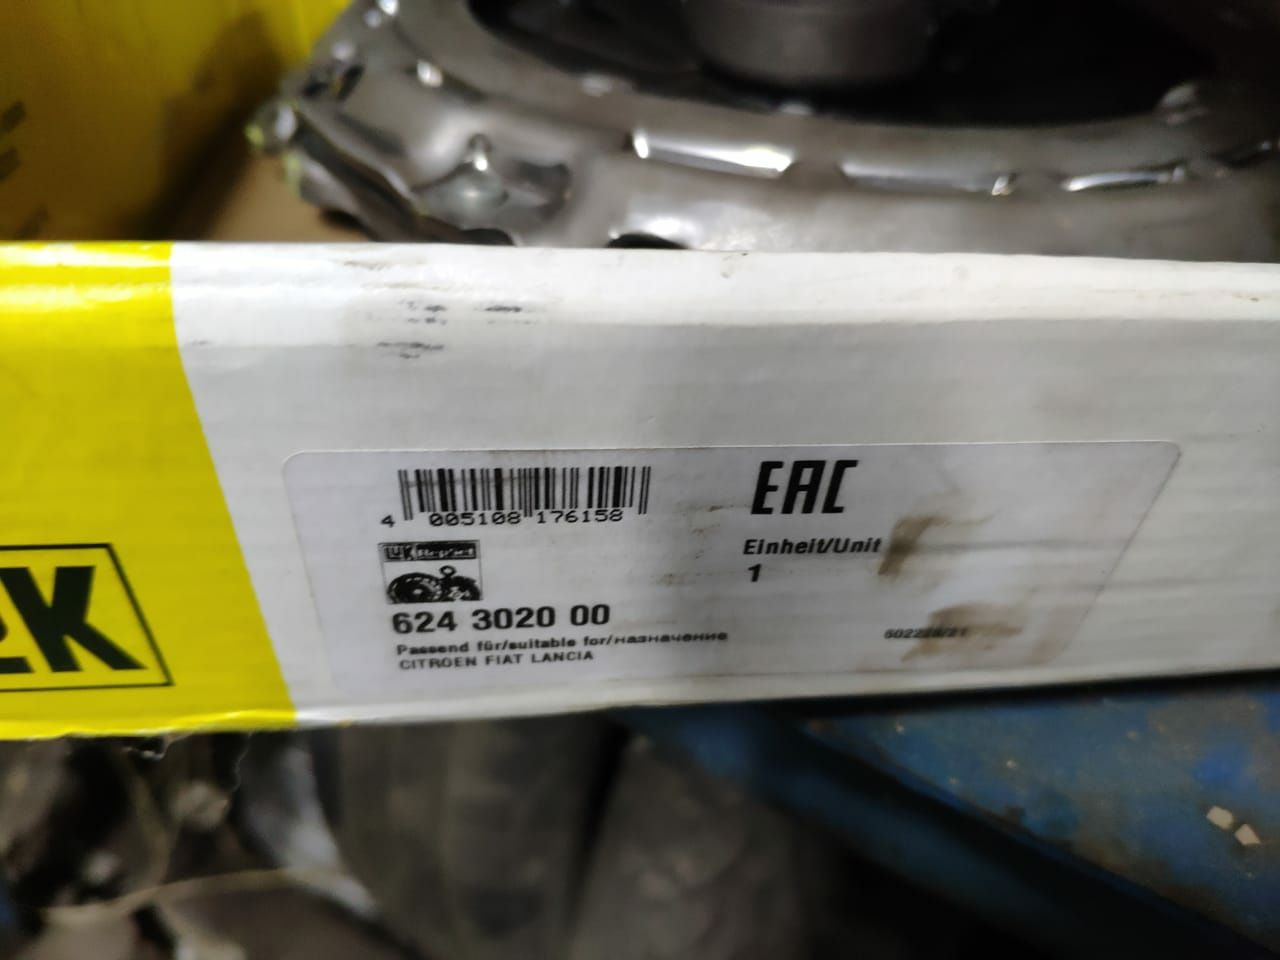 4 005108 176158
EAC
Einheit/Unit
1
LuK RepSet
624 3020 00
Passend für/suitable for/назначение
CITROEN FIAT LANCIA